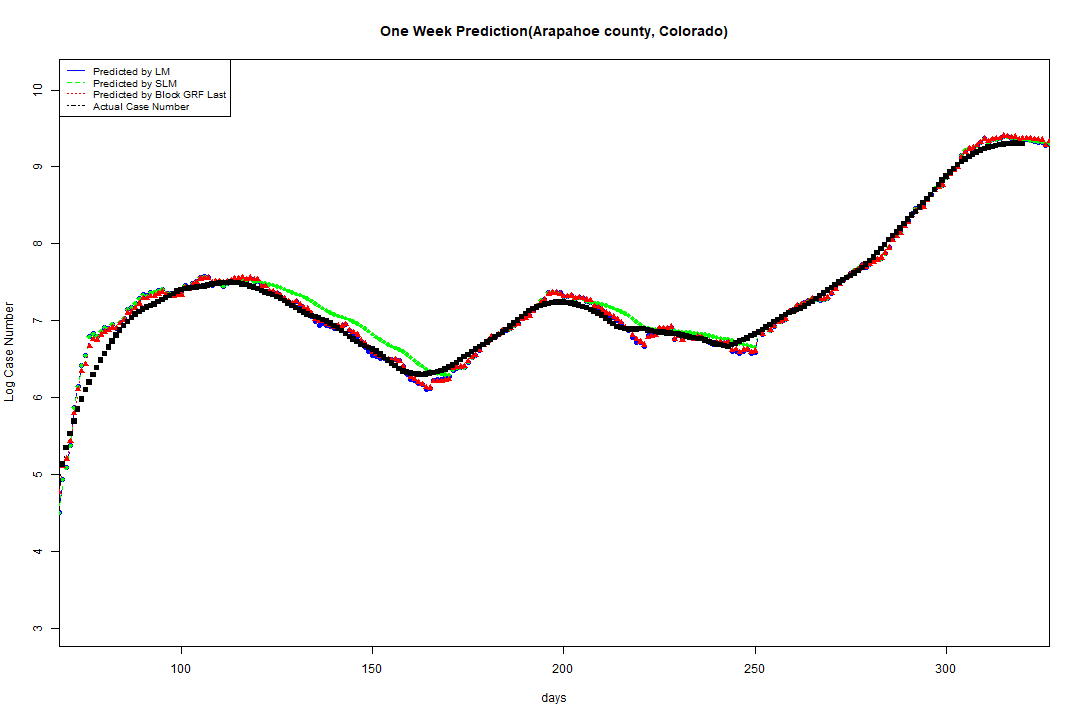 One Week Prediction(Arapahoe county, Colorado)
Predicted by LM
Predicted by SLM
Predicted by Block GRF Last
Actual Case Number
10
9
8
7
6
5
4
3
Log Case Number
100 150 200 250 300
days